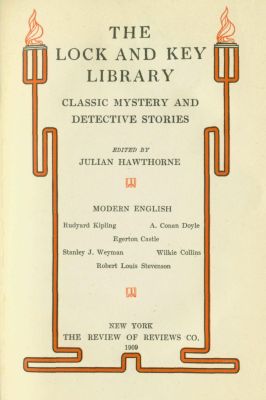 THE
LOCK AND KEY
LIBRARY
CLASSIC MYSTERY AND
DETECTIVE STORIES
EDITED BY
JULIAN HAWTHORNE
MODERN ENGLISH
Rudyard Kipling A. Conan Doyle
Egerton Castle
Stanley J. Weyman Wilkie Collins
Robert Louis Stevenson
NEW YORK
THE REVIEW OF REVIEWS CO.
1909